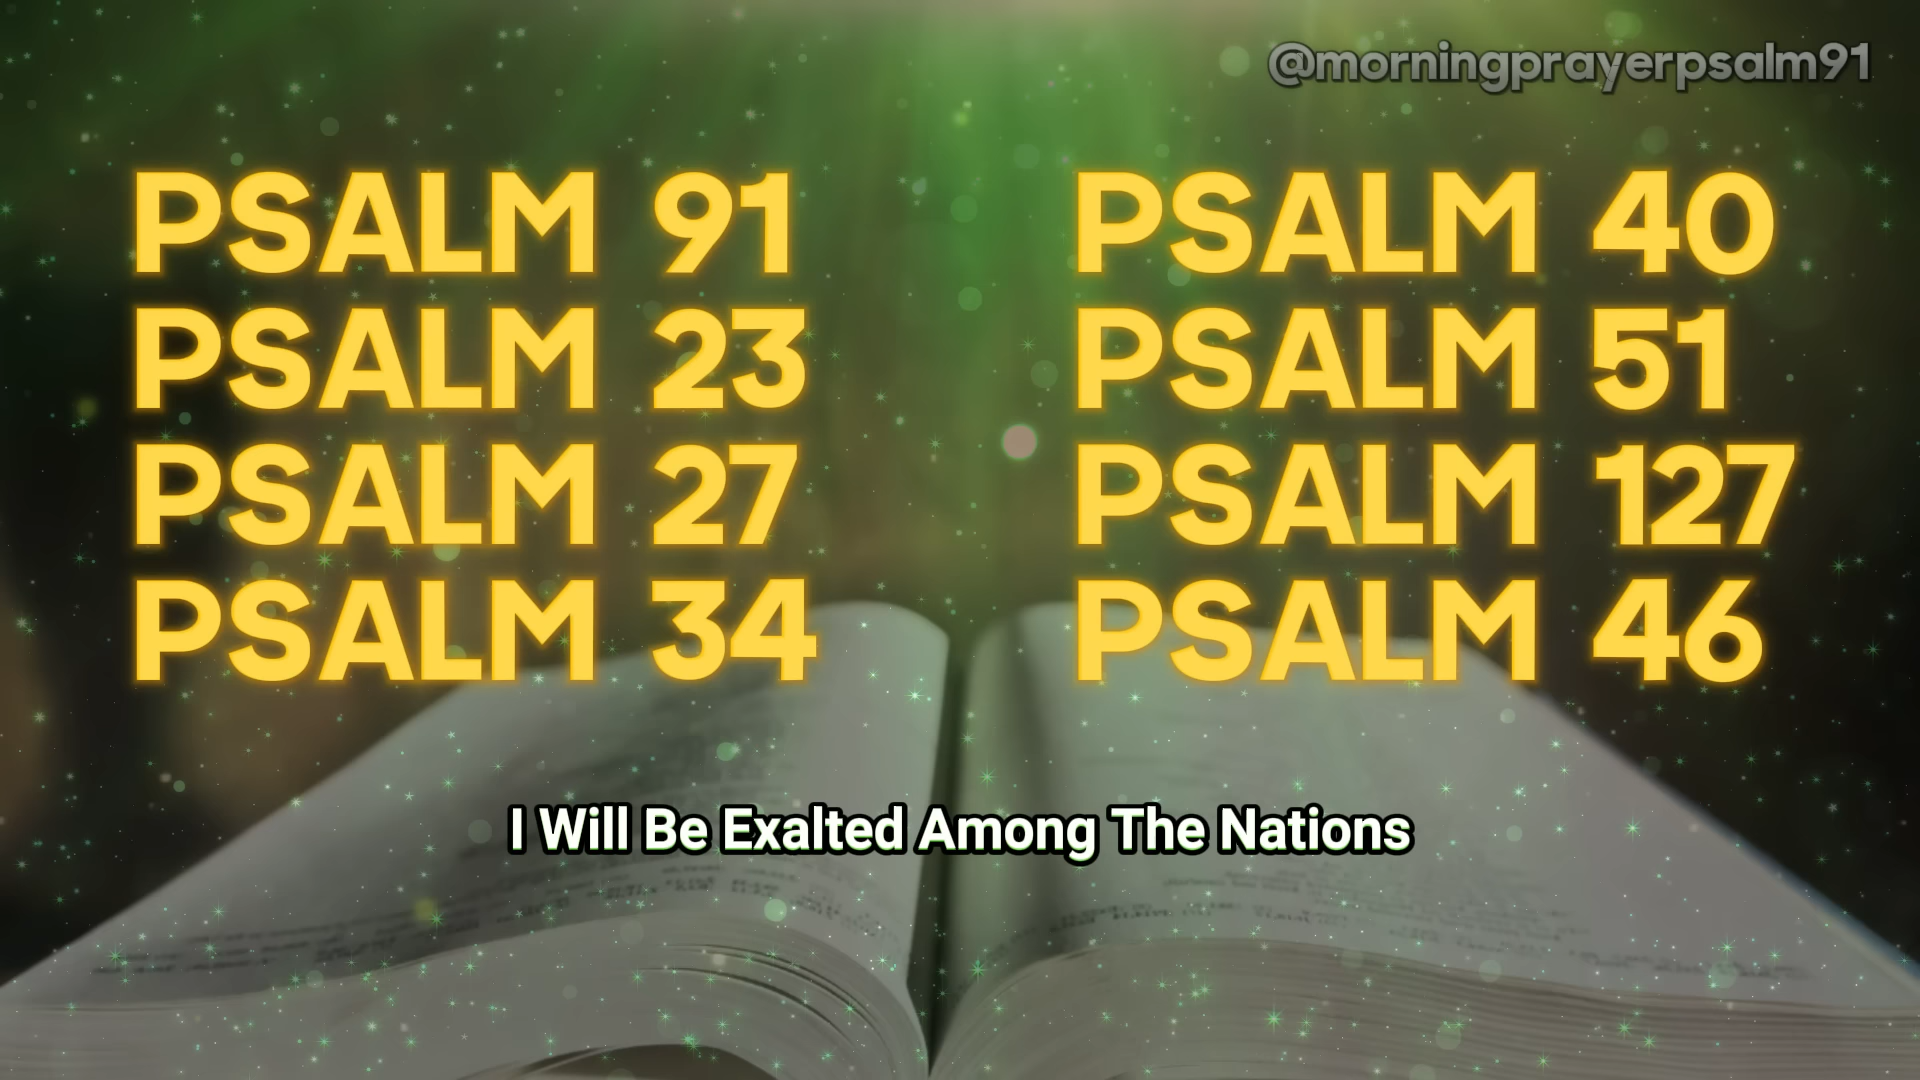 @morningprayerpsalm91
PSALM 91
PSALM 23
PSALM 27
PSALM 34
PSALM 40
PSALM 51
PSALM 127
PSALM 46
I Will Be Exalted Among The Nations